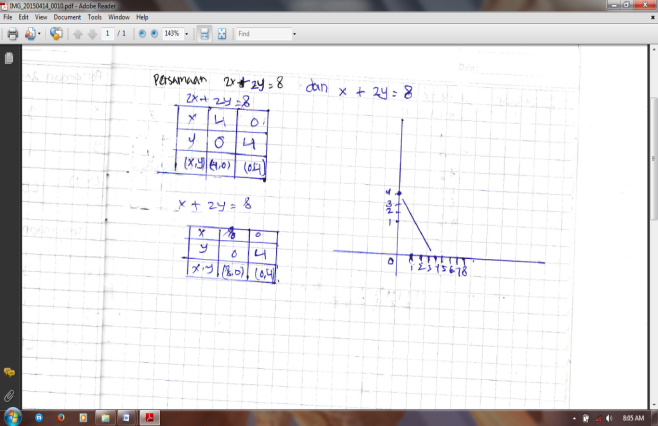 IMG_20150414_0010.pdf - Adobe Reader
File Edit View Document Tools Window Help
1 / 1 143% Find
Persamaan 2x + 2y = 8 dan x + 2y = 8
2x + 2y = 8
x 4 0
y 0 4
(x,y) (4,0) (0,4)
x + 2y = 8
x 8 0
y 0 4
x,y (8,0) (0,4)
4
3
2
1
0 1 2 3 4 5 6 7 8
8:05 AM